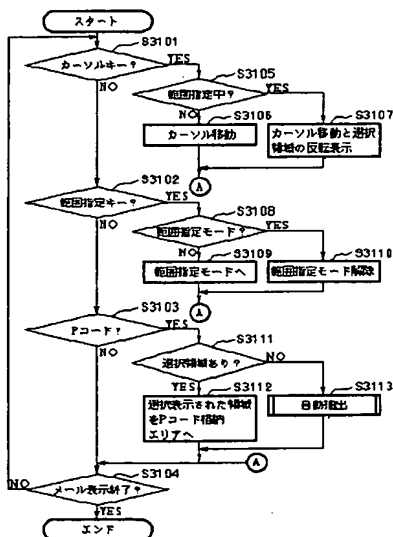 スタート
S3101
カーソルキー?
YES
NO
S3105
範囲指定中?
YES
NO
S3106
カーソル移動
S3107
カーソル移動と選択
領域の反転表示
A
S3102
範囲指定キー?
YES
NO
S3108
範囲指定モード?
YES
NO
S3109
範囲指定モードへ
S3110
範囲指定モード解除
A
S3103
Pコード?
YES
NO
S3111
選択領域あり?
NO
YES
S3112
選択表示された領域
をPコード格納
エリアへ
S3113
自動抽出
A
S3104
NO
メール表示終了?
YES
エンド